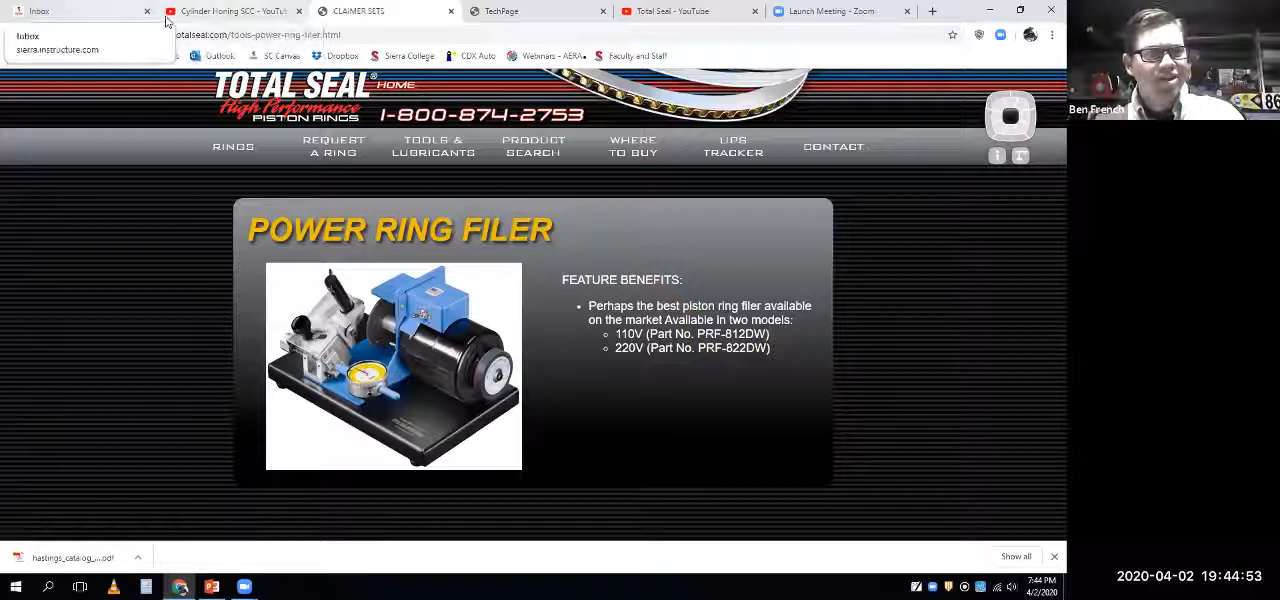 Inbox
Cylinder Honing SCC - YouTu
CLAiMER SETS
TechPage
Total Seal - YouTube
Launch Meeting - Zoom
Inbox
sierra.instructure.com
otalseal.com/tools-power-ring-filer.html
Outlook
SC Canvas
Dropbox
Sierra College
CDX Auto
Webinars - AERA
Faculty and Staff
TOTAL SEAL®
HOME
High Performance
PISTON RINGS
1-800-874-2753
RINGS
REQUEST
A RING
TOOLS &
LUBRICANTS
PRODUCT
SEARCH
WHERE
TO BUY
UPS
TRACKER
CONTACT
Ben French
86
POWER RING FILER
FEATURE BENEFITS:
Perhaps the best piston ring filer available
on the market Available in two models:
110V (Part No. PRF-812DW)
220V (Part No. PRF-822DW)
hastings_catalog_....pdf
Show all
7:44 PM
4/2/2020
2020-04-02 19:44:53